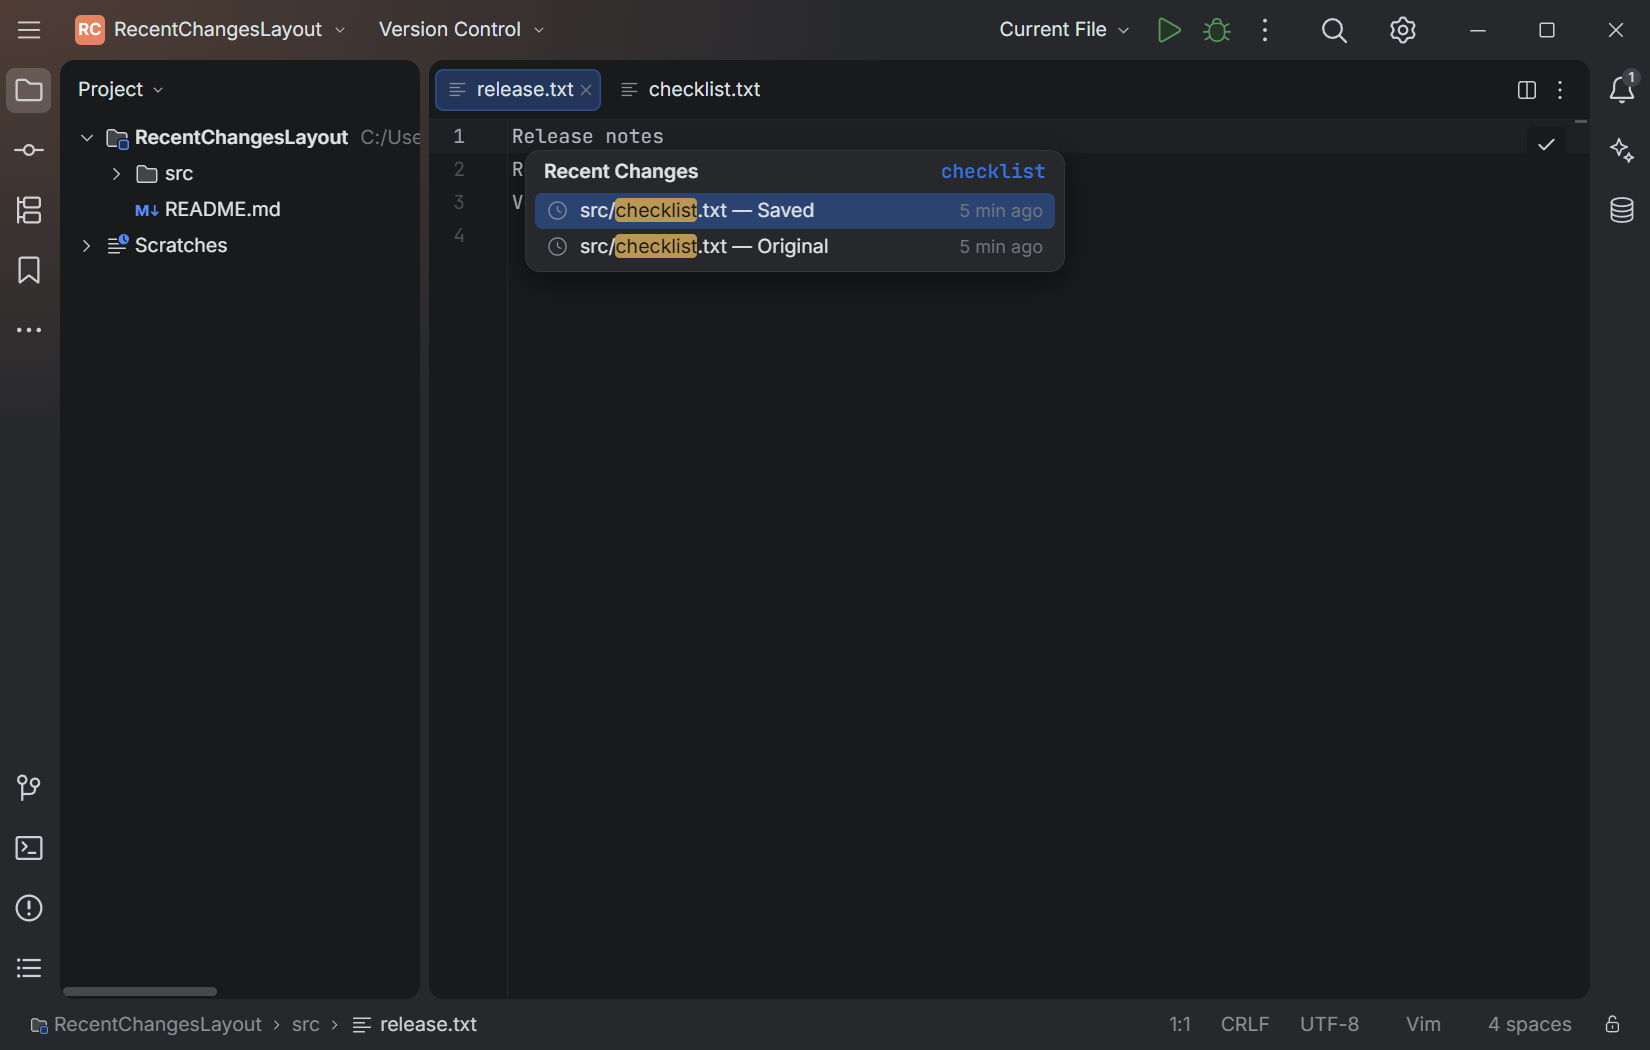 RC RecentChangesLayout Version Control Current File
Project
release.txt checklist.txt
1
RecentChangesLayout C:/Use
src
M↓ README.md
Scratches
1 Release notes
2 R
3 V
4
Recent Changes checklist
src/checklist.txt — Saved 5 min ago
src/checklist.txt — Original 5 min ago
RecentChangesLayout › src › release.txt 1:1 CRLF UTF-8 Vim 4 spaces